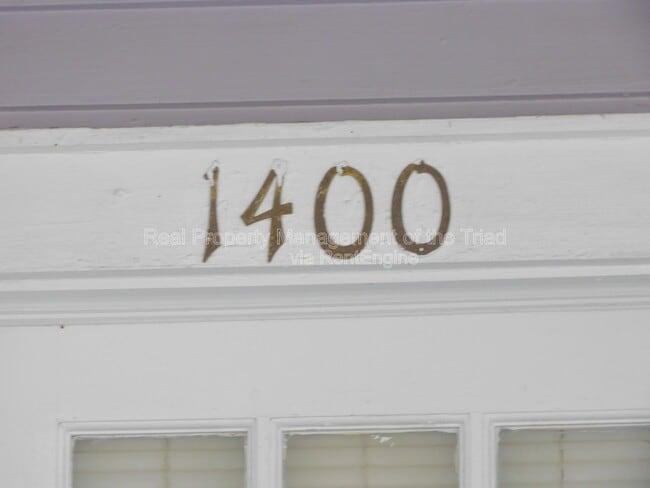 1400
Real Property Management of the Triad
via RentEngine